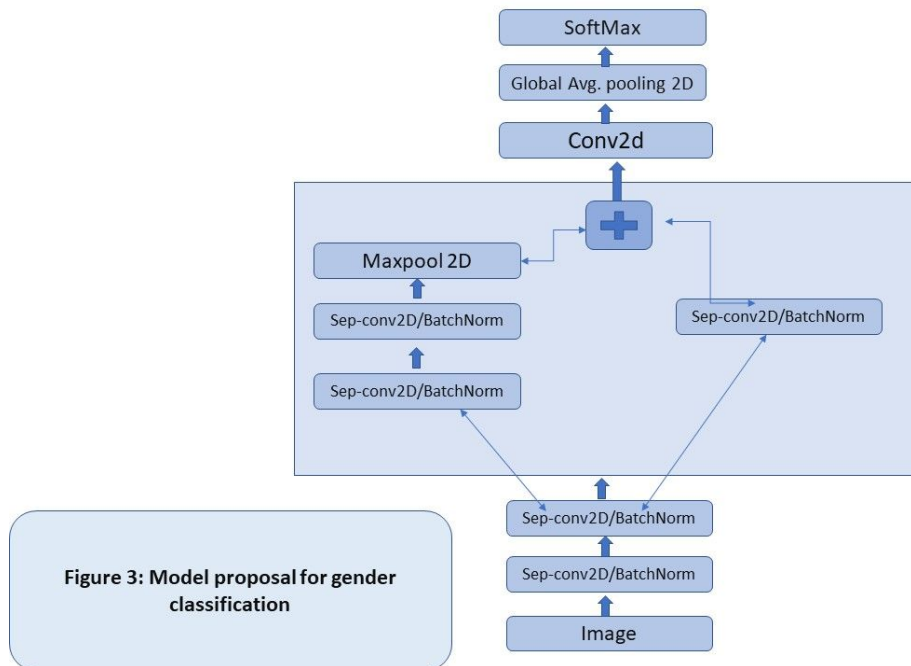 SoftMax
Global Avg. pooling 2D
Conv2d
Maxpool 2D
Sep-conv2D/BatchNorm
Sep-conv2D/BatchNorm
Sep-conv2D/BatchNorm
Sep-conv2D/BatchNorm
Sep-conv2D/BatchNorm
Image
Figure 3: Model proposal for gender
classification